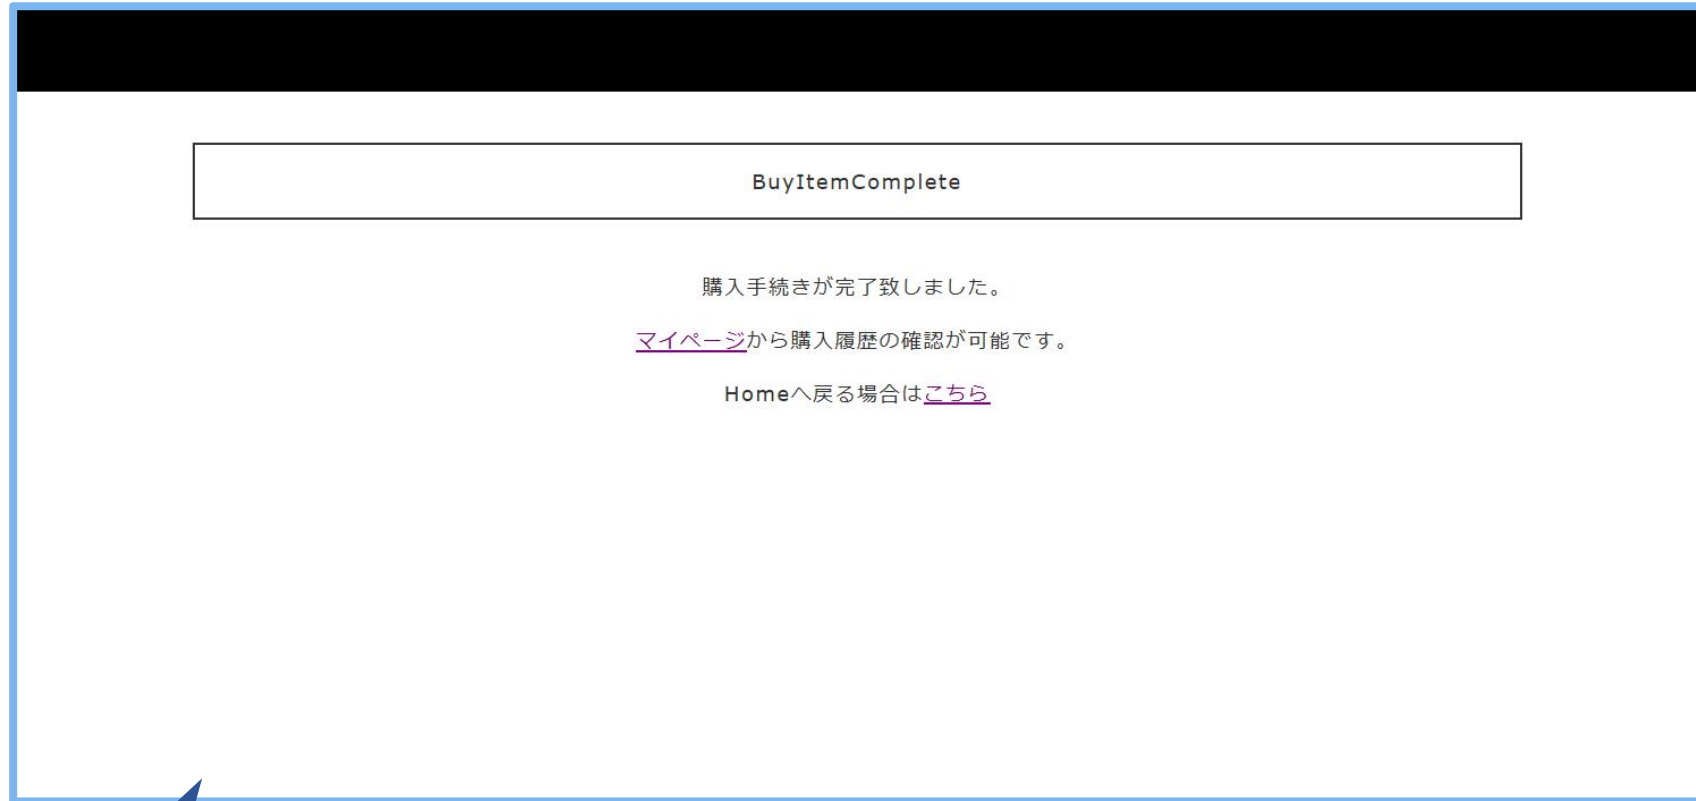 BuyItemComplete
購入手続きが完了致しました。
マイページから購入履歴の確認が可能です。
Homeへ戻る場合はこちら